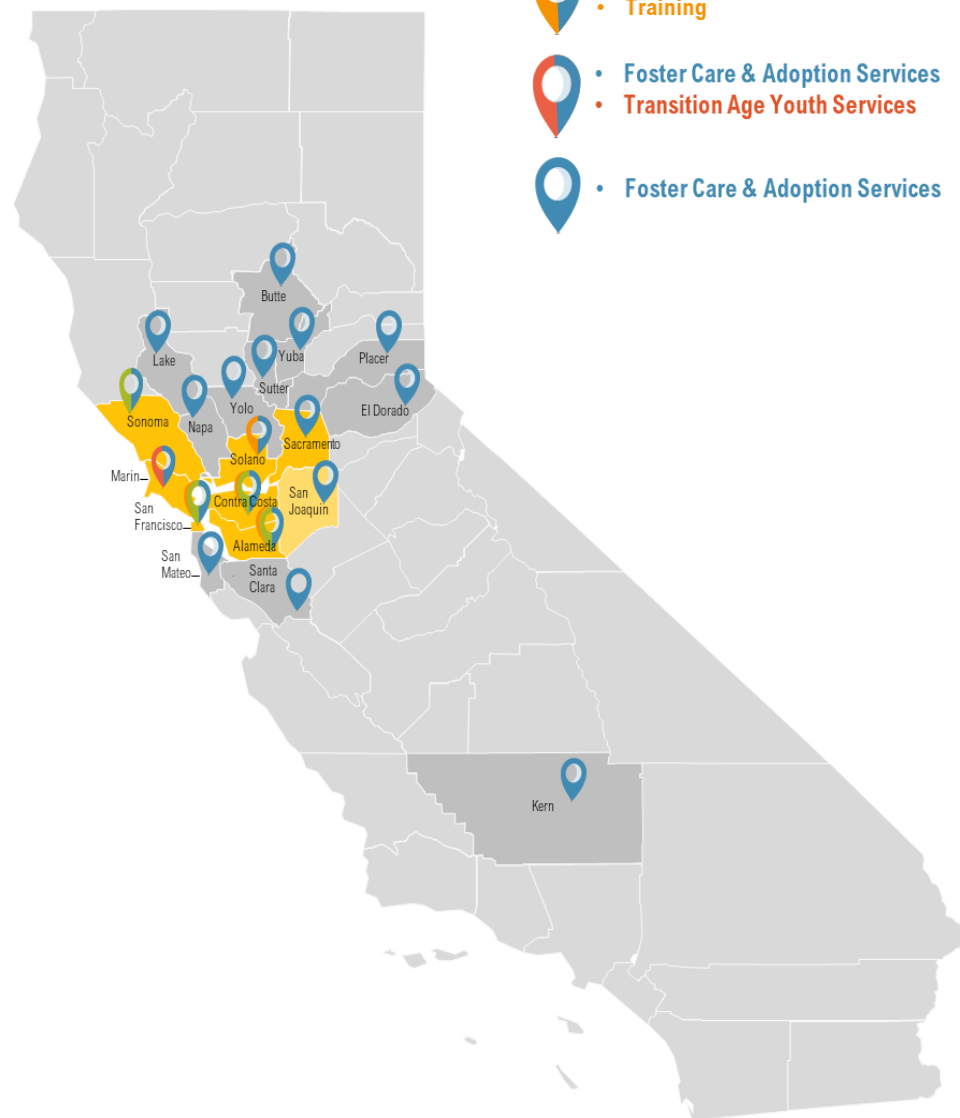 • Training
• Foster Care & Adoption Services
• Transition Age Youth Services
• Foster Care & Adoption Services
Butte
Lake
Yuba
Placer
Sutter
Yolo
El Dorado
Sonoma
Napa
Sacramento
Solano
Marin
San
Francisco
Contra Costa
San
Joaquin
Alameda
San
Mateo
Santa
Clara
Kern